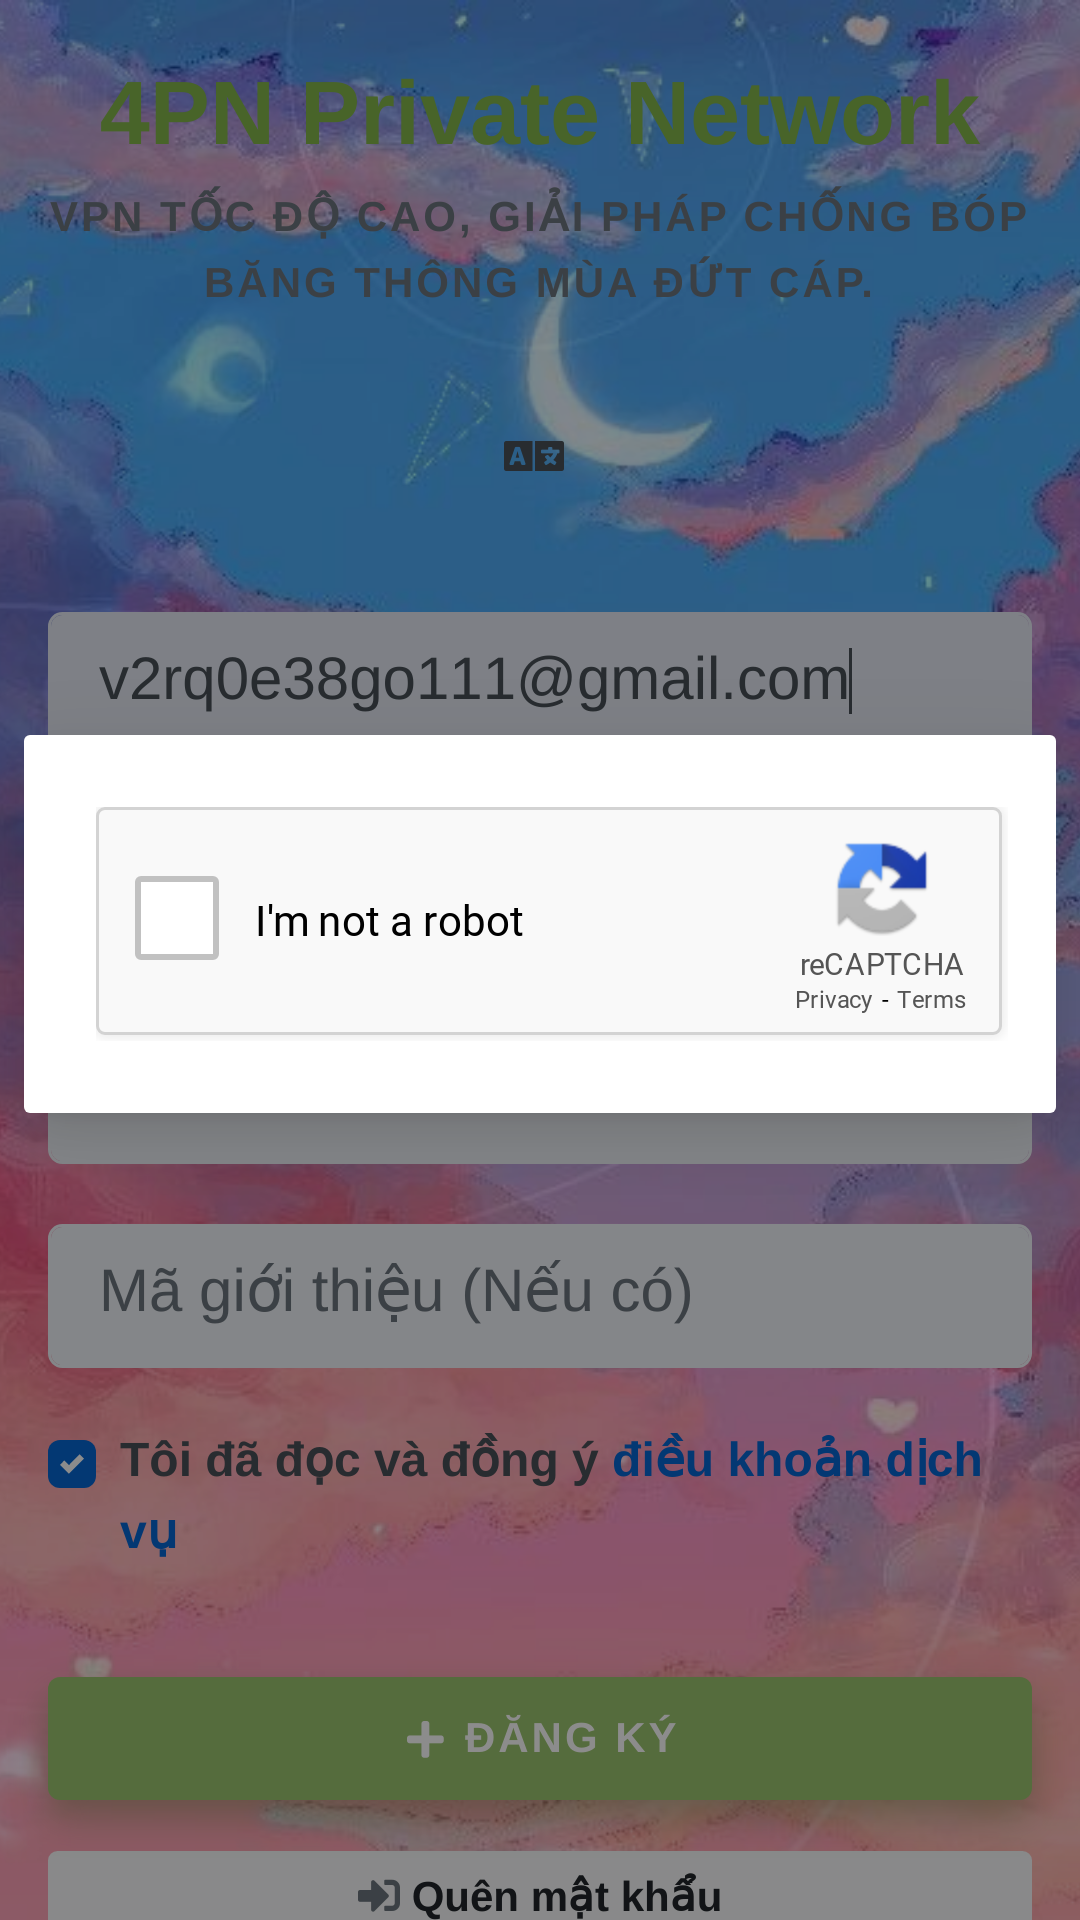 4PN Private Network
VPN TỐC ĐỘ CAO, GIẢI PHÁP CHỐNG BÓP
BĂNG THÔNG MÙA ĐỨT CÁP.
A 文
v2rq0e38go111@gmail.com
I'm not a robot
reCAPTCHA
Privacy - Terms
Mã giới thiệu (Nếu có)
Tôi đã đọc và đồng ý điều khoản dịch
vụ
ĐĂNG KÝ
Quên mật khẩu